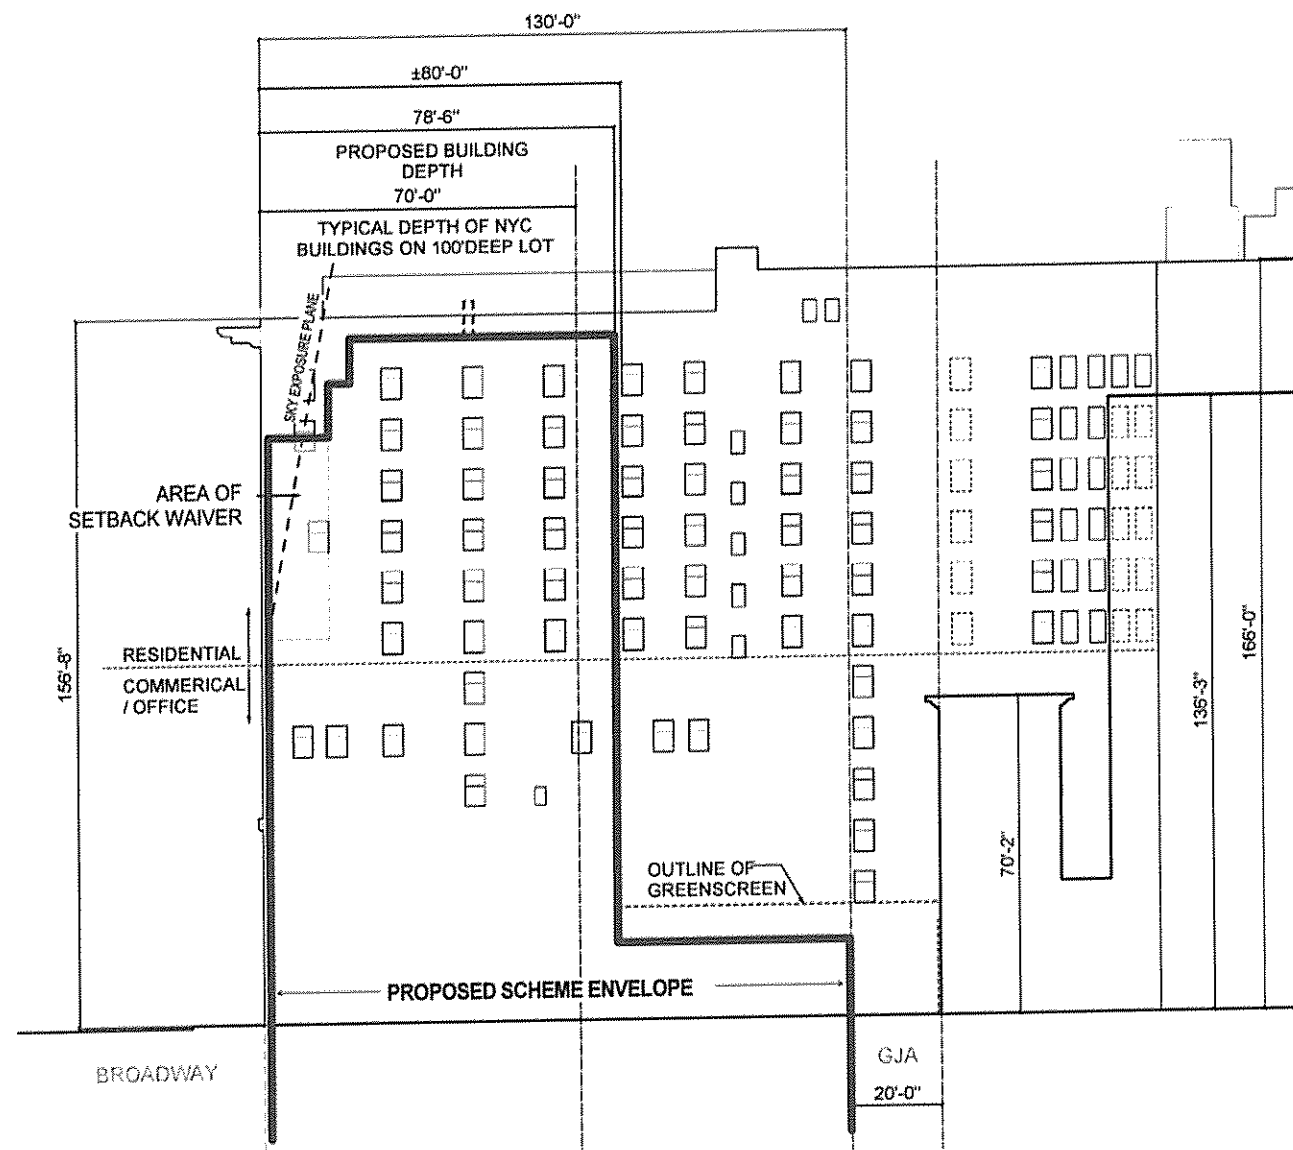 130'-0"
±80'-0"
78'-6"
PROPOSED BUILDING
DEPTH
70'-0"
TYPICAL DEPTH OF NYC
BUILDINGS ON 100'DEEP LOT
SKY EXPOSURE PLANE
AREA OF
SETBACK WAIVER
156'-8"
RESIDENTIAL
COMMERICAL
/ OFFICE
166'-0"
136'-3"
70'-2"
OUTLINE OF
GREENSCREEN
PROPOSED SCHEME ENVELOPE
BROADWAY
GJA
20'-0"